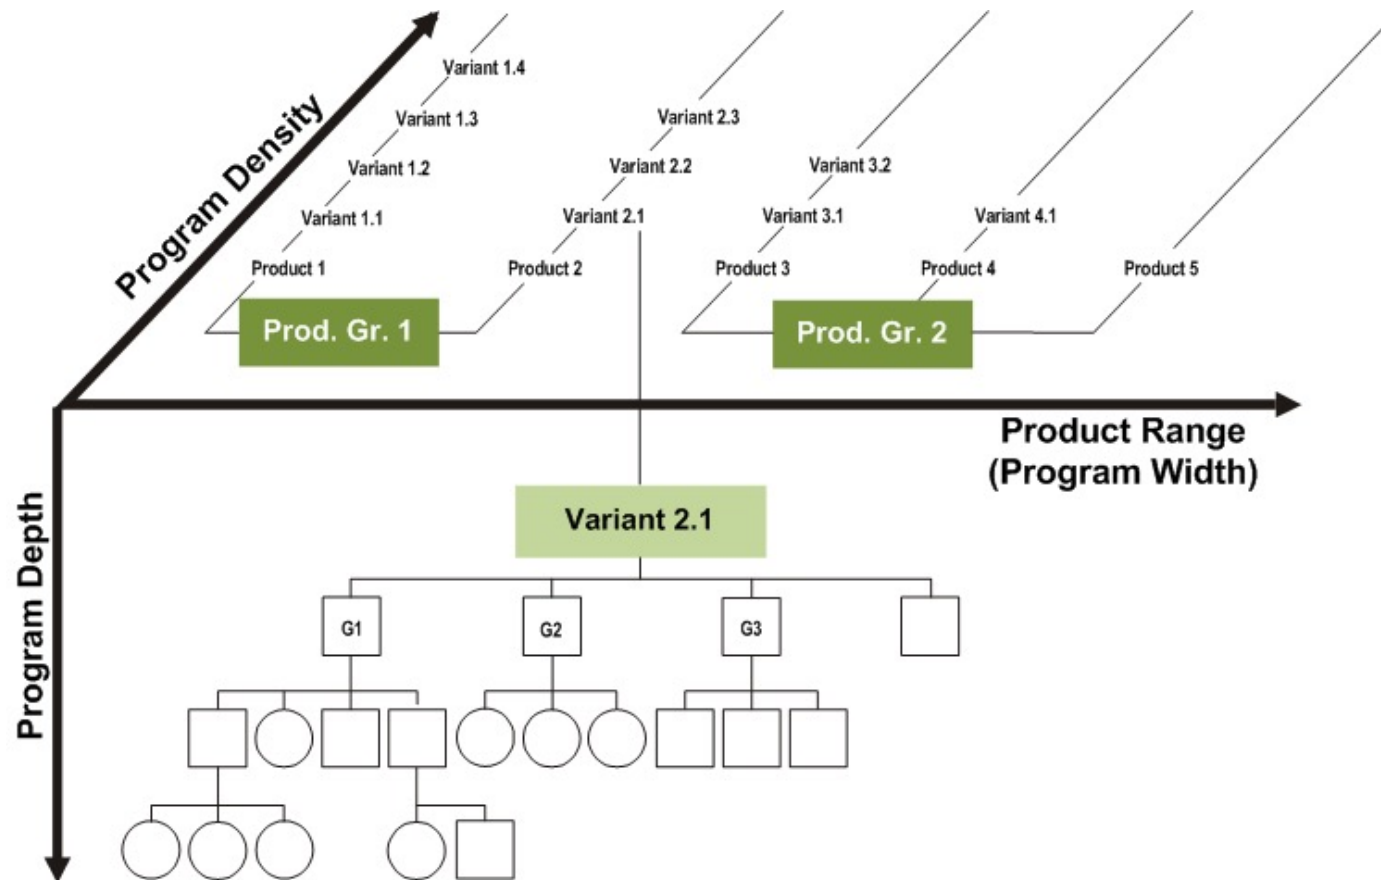 Variant 1.4
Variant 1.3
Variant 1.2
Variant 1.1
Product 1
Variant 2.3
Variant 2.2
Variant 2.1
Product 2
Variant 3.2
Variant 3.1
Product 3
Variant 4.1
Product 4
Product 5
Program Density
Prod. Gr. 1
Prod. Gr. 2
Product Range
(Program Width)
Program Depth
Variant 2.1
G1
G2
G3